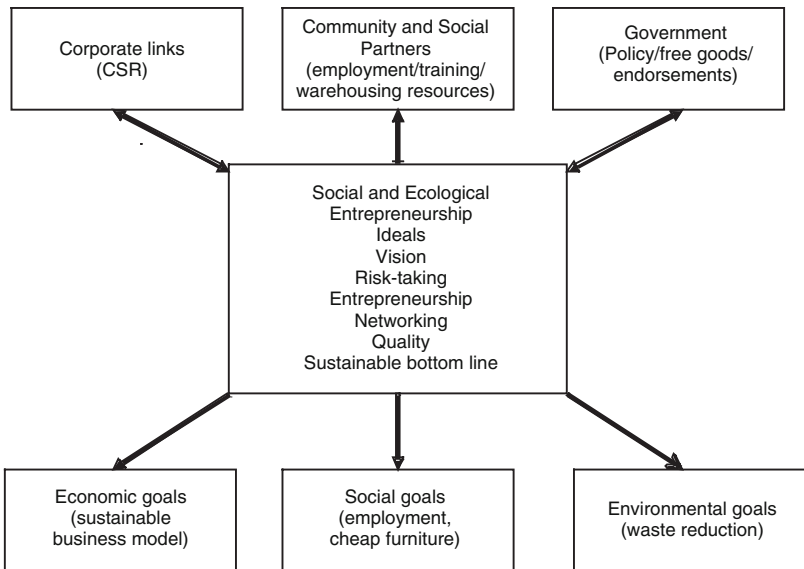 Corporate links
(CSR)
Community and Social
Partners
(employment/training/
warehousing resources)
Government
(Policy/free goods/
endorsements)
Social and Ecological
Entrepreneurship
Ideals
Vision
Risk-taking
Entrepreneurship
Networking
Quality
Sustainable bottom line
Economic goals
(sustainable
business model)
Social goals
(employment,
cheap furniture)
Environmental goals
(waste reduction)